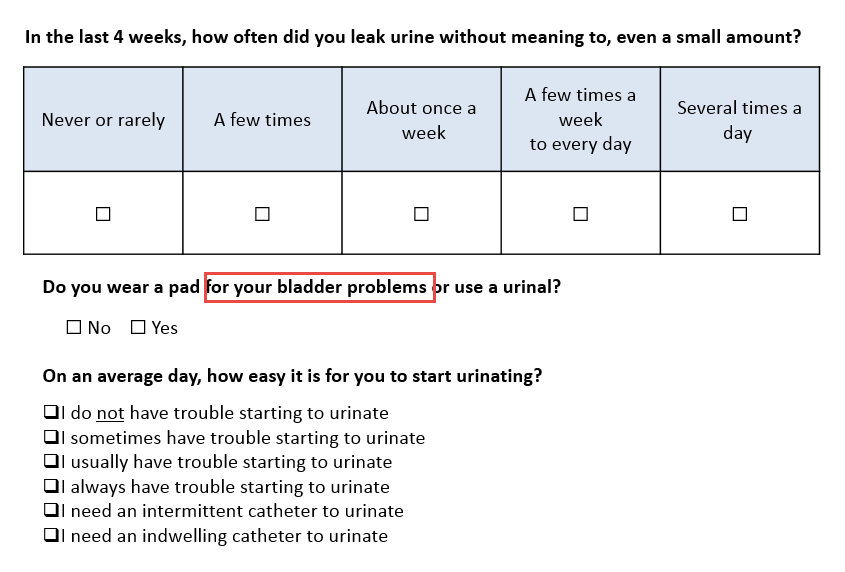 In the last 4 weeks, how often did you leak urine without meaning to, even a small amount?
Never or rarely
A few times
About once a
week
A few times a
week
to every day
Several times a
day
☐
☐
☐
☐
☐
Do you wear a pad for your bladder problems or use a urinal?
☐ No ☐ Yes
On an average day, how easy it is for you to start urinating?
❑I do not have trouble starting to urinate
❑I sometimes have trouble starting to urinate
❑I usually have trouble starting to urinate
❑I always have trouble starting to urinate
❑I need an intermittent catheter to urinate
❑I need an indwelling catheter to urinate